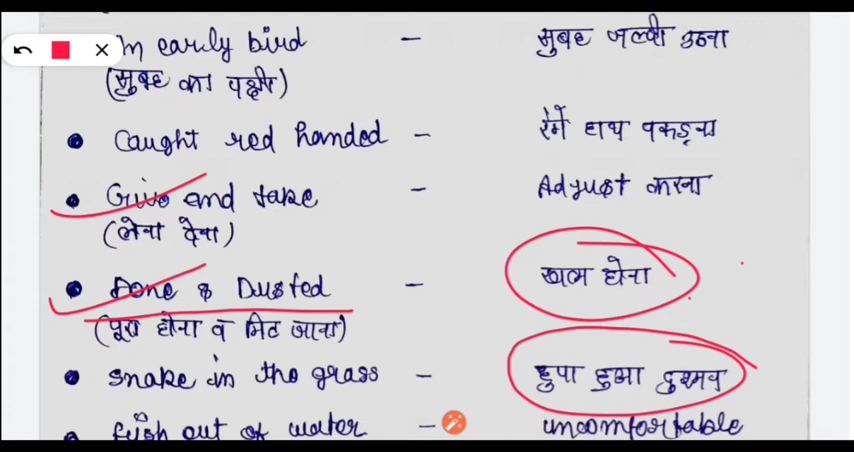 In early bird - सुबह जल्दी उठना
(सुबह का पक्षी)
• Caught red handed - रंगे हाथ पकड़ना
• Give and take - Adjust करना
(लेना देना)
• Done & Dusted - खत्म होना
(पूरा होना व मिट जाना)
• Snake in the grass - छुपा हुआ दुश्मन
• fish out of water - uncomfortable